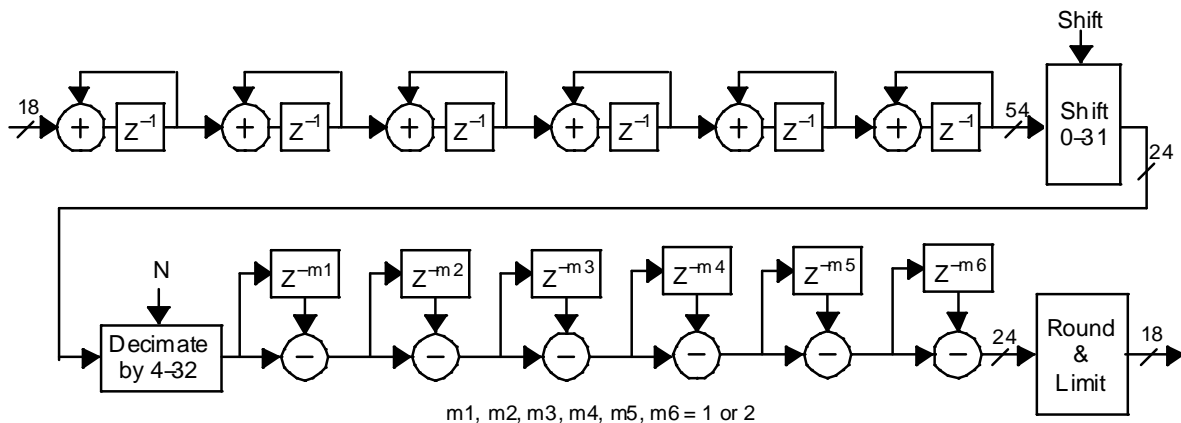 Shift
18
+ z⁻¹ + z⁻¹ + z⁻¹ + z⁻¹ + z⁻¹ + z⁻¹
54
Shift
0-31
24
N
Decimate
by 4-32
z⁻ᵐ¹ z⁻ᵐ² z⁻ᵐ³ z⁻ᵐ⁴ z⁻ᵐ⁵ z⁻ᵐ⁶
− − − − − −
24
Round
&
Limit
18
m1, m2, m3, m4, m5, m6 = 1 or 2